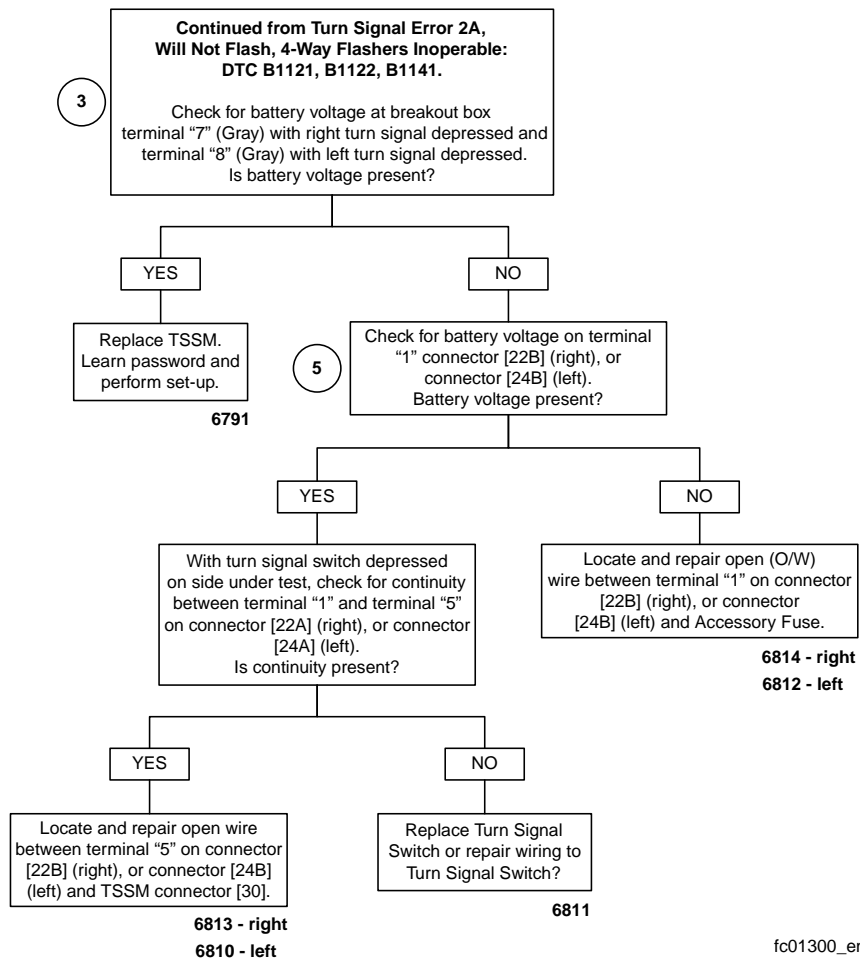 Continued from Turn Signal Error 2A,
Will Not Flash, 4-Way Flashers Inoperable:
DTC B1121, B1122, B1141.
3
Check for battery voltage at breakout box
terminal “7” (Gray) with right turn signal depressed and
terminal “8” (Gray) with left turn signal depressed.
Is battery voltage present?
YES
NO
Replace TSSM.
Learn password and
perform set-up.
6791
5
Check for battery voltage on terminal
“1” connector [22B] (right), or
connector [24B] (left).
Battery voltage present?
YES
NO
With turn signal switch depressed
on side under test, check for continuity
between terminal “1” and terminal “5”
on connector [22A] (right), or connector
[24A] (left).
Is continuity present?
Locate and repair open (O/W)
wire between terminal “1” on connector
[22B] (right), or connector
[24B] (left) and Accessory Fuse.
6814 - right
6812 - left
YES
NO
Locate and repair open wire
between terminal “5” on connector
[22B] (right), or connector [24B]
(left) and TSSM connector [30].
6813 - right
6810 - left
Replace Turn Signal
Switch or repair wiring to
Turn Signal Switch?
6811
fc01300_en